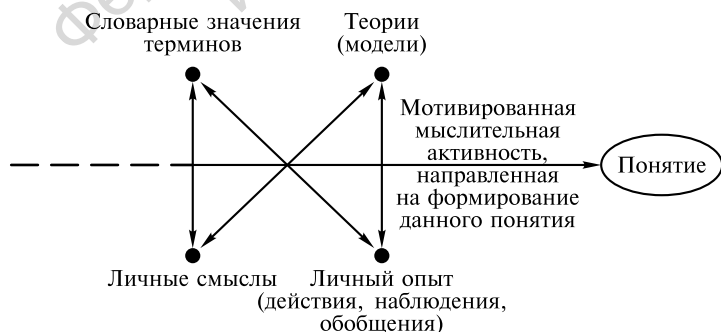 Словарные значения
терминов
Теории
(модели)
Мотивированная
мыслительная
активность,
направленная
на формирование
данного понятия
Понятие
Личные смыслы
Личный опыт
(действия, наблюдения,
обобщения)